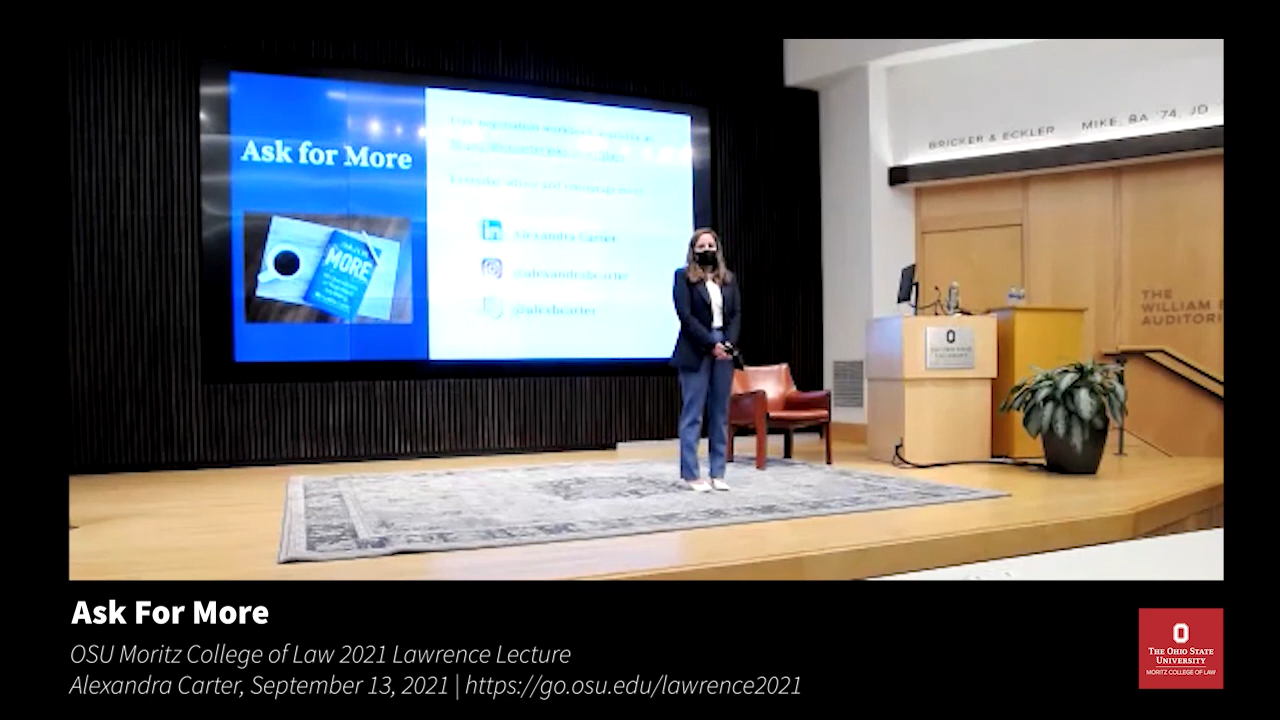 Ask for More
Alexandra Carter
@alexandrabcarter
@alexbcarter
MORE
BRICKER & ECKLER MIKE, BA '74, JD
THE
WILLIAM B
AUDITORI
Ask For More
OSU Moritz College of Law 2021 Lawrence Lecture
Alexandra Carter, September 13, 2021 | https://go.osu.edu/lawrence2021
THE OHIO STATE
UNIVERSITY
MORITZ COLLEGE OF LAW